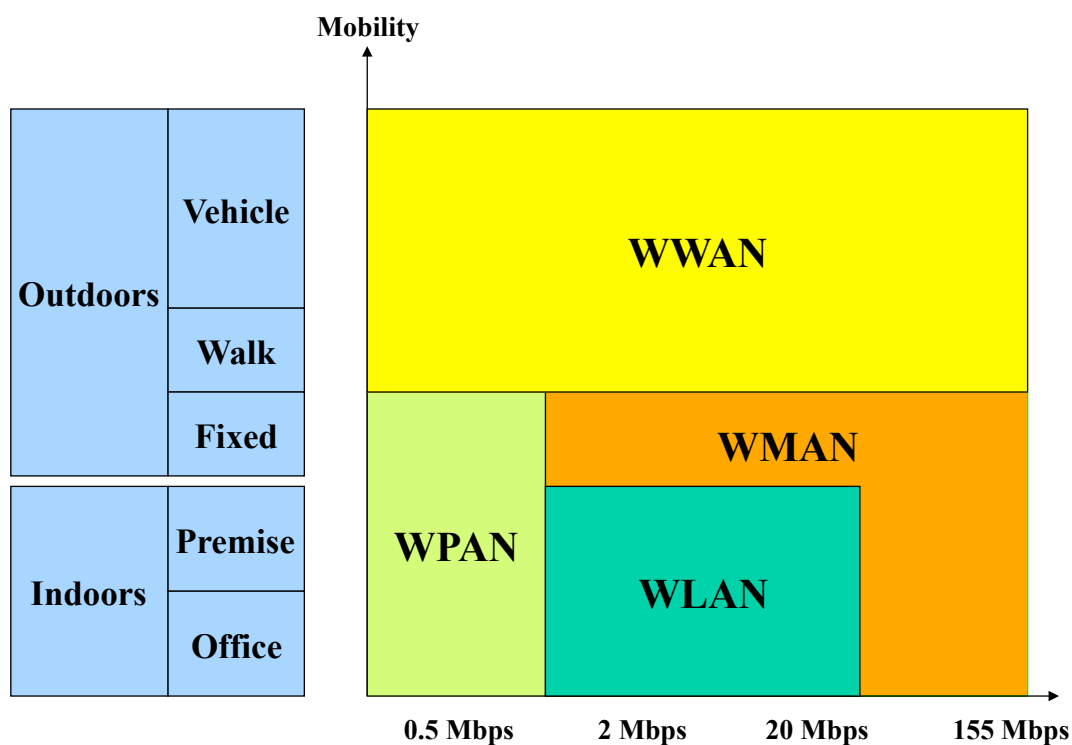 Mobility
Vehicle
WWAN
Outdoors
Walk
Fixed
WMAN
Premise
WPAN
Indoors
WLAN
Office
0.5 Mbps 2 Mbps 20 Mbps 155 Mbps